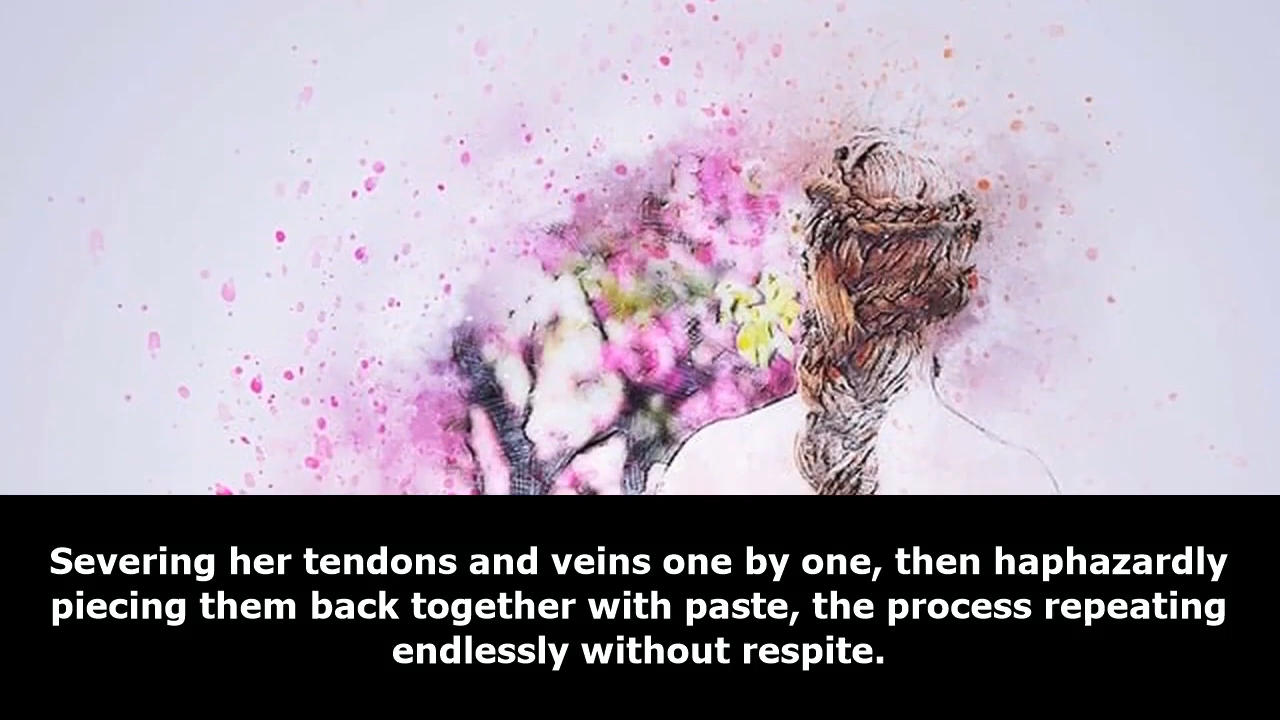 Severing her tendons and veins one by one, then haphazardly
piecing them back together with paste, the process repeating
endlessly without respite.